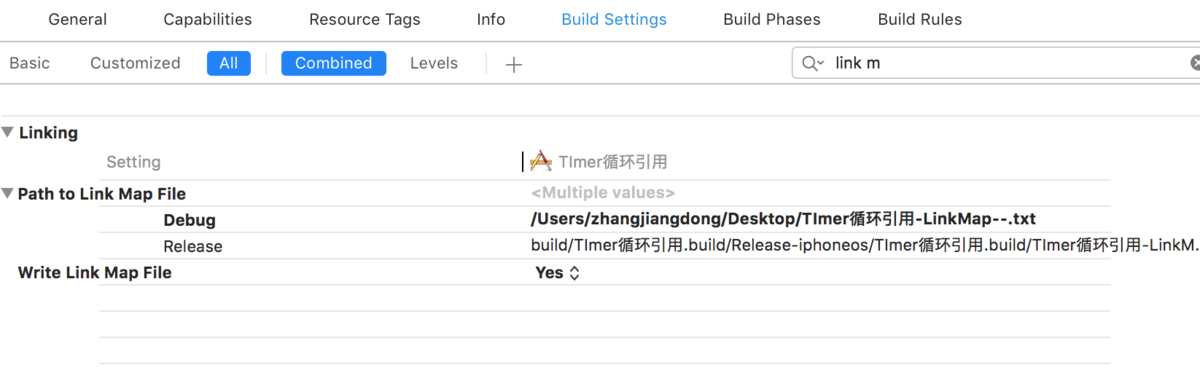 General Capabilities Resource Tags Info Build Settings Build Phases Build Rules
Basic Customized All Combined Levels + link m
Linking
Setting TImer循环引用
Path to Link Map File <Multiple values>
Debug /Users/zhangjiangdong/Desktop/TImer循环引用-LinkMap--.txt
Release build/TImer循环引用.build/Release-iphoneos/TImer循环引用.build/TImer循环引用-LinkM.
Write Link Map File Yes